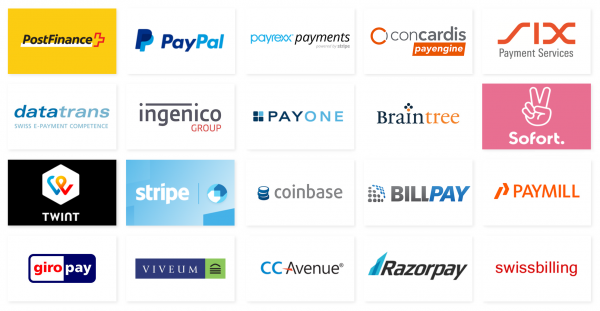 PostFinance
PayPal
payrexx payments
powered by stripe
concardis
payengine
SIX
Payment Services
datatrans
SWISS E-PAYMENT COMPETENCE
ingenico
GROUP
PAYONE
Braintree
Sofort.
TWINT
stripe
coinbase
BILLPAY
PAYMILL
giropay
VIVEUM
CCAvenue®
Razorpay
swissbilling